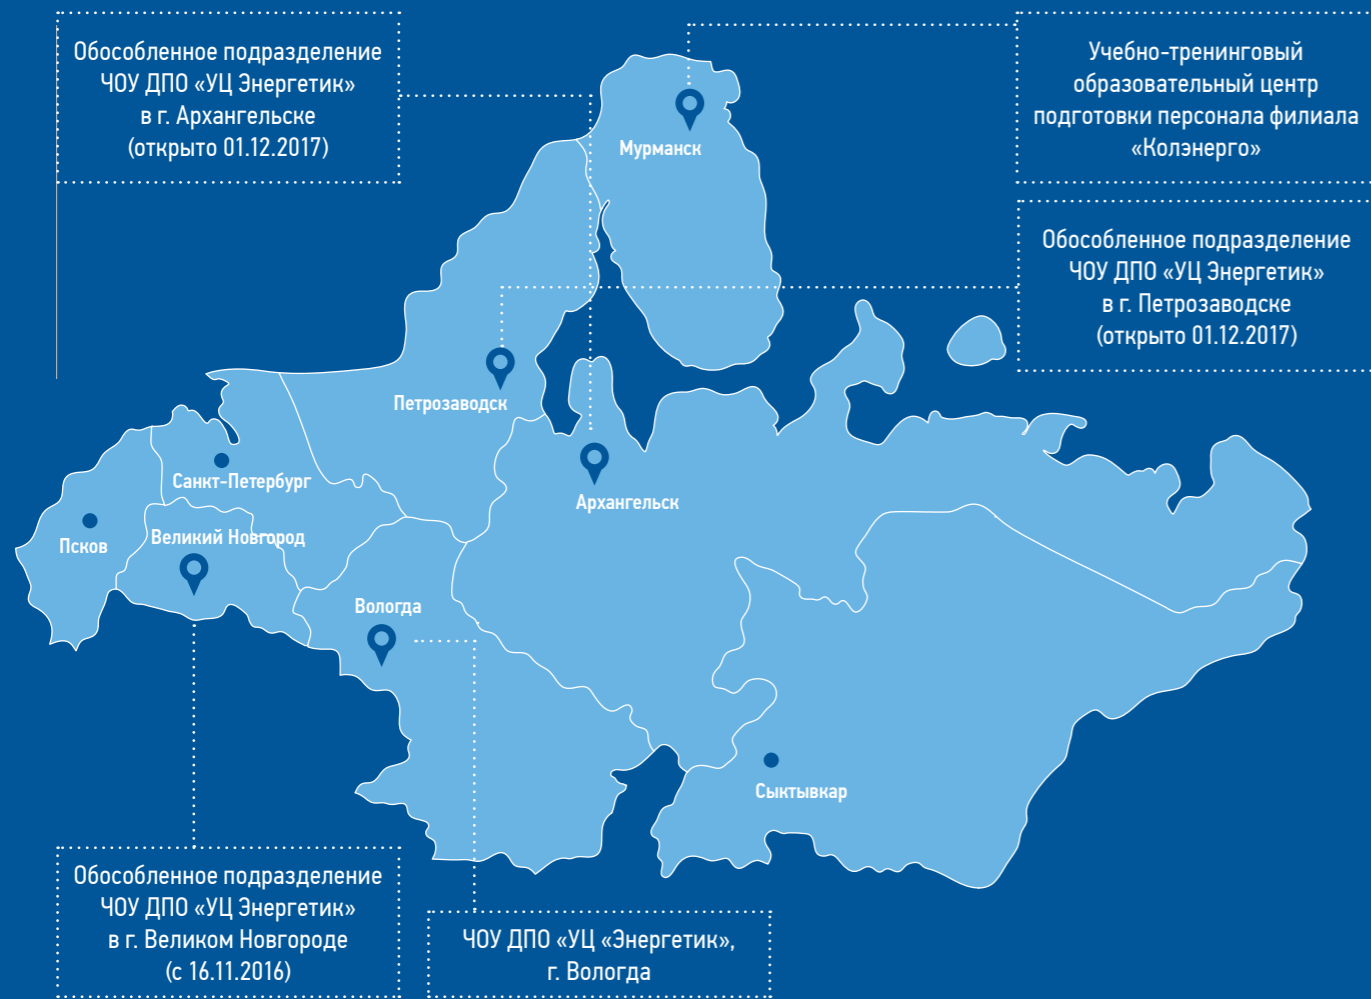 Обособленное подразделение
ЧОУ ДПО «УЦ Энергетик»
в г. Архангельске
(открыто 01.12.2017)
Учебно-тренинговый
образовательный центр
подготовки персонала филиала
«Колэнерго»
Обособленное подразделение
ЧОУ ДПО «УЦ Энергетик»
в г. Петрозаводске
(открыто 01.12.2017)
Мурманск
Петрозаводск
Санкт-Петербург
Архангельск
Псков
Великий Новгород
Вологда
Сыктывкар
Обособленное подразделение
ЧОУ ДПО «УЦ Энергетик»
в г. Великом Новгороде
(с 16.11.2016)
ЧОУ ДПО «УЦ «Энергетик»,
г. Вологда